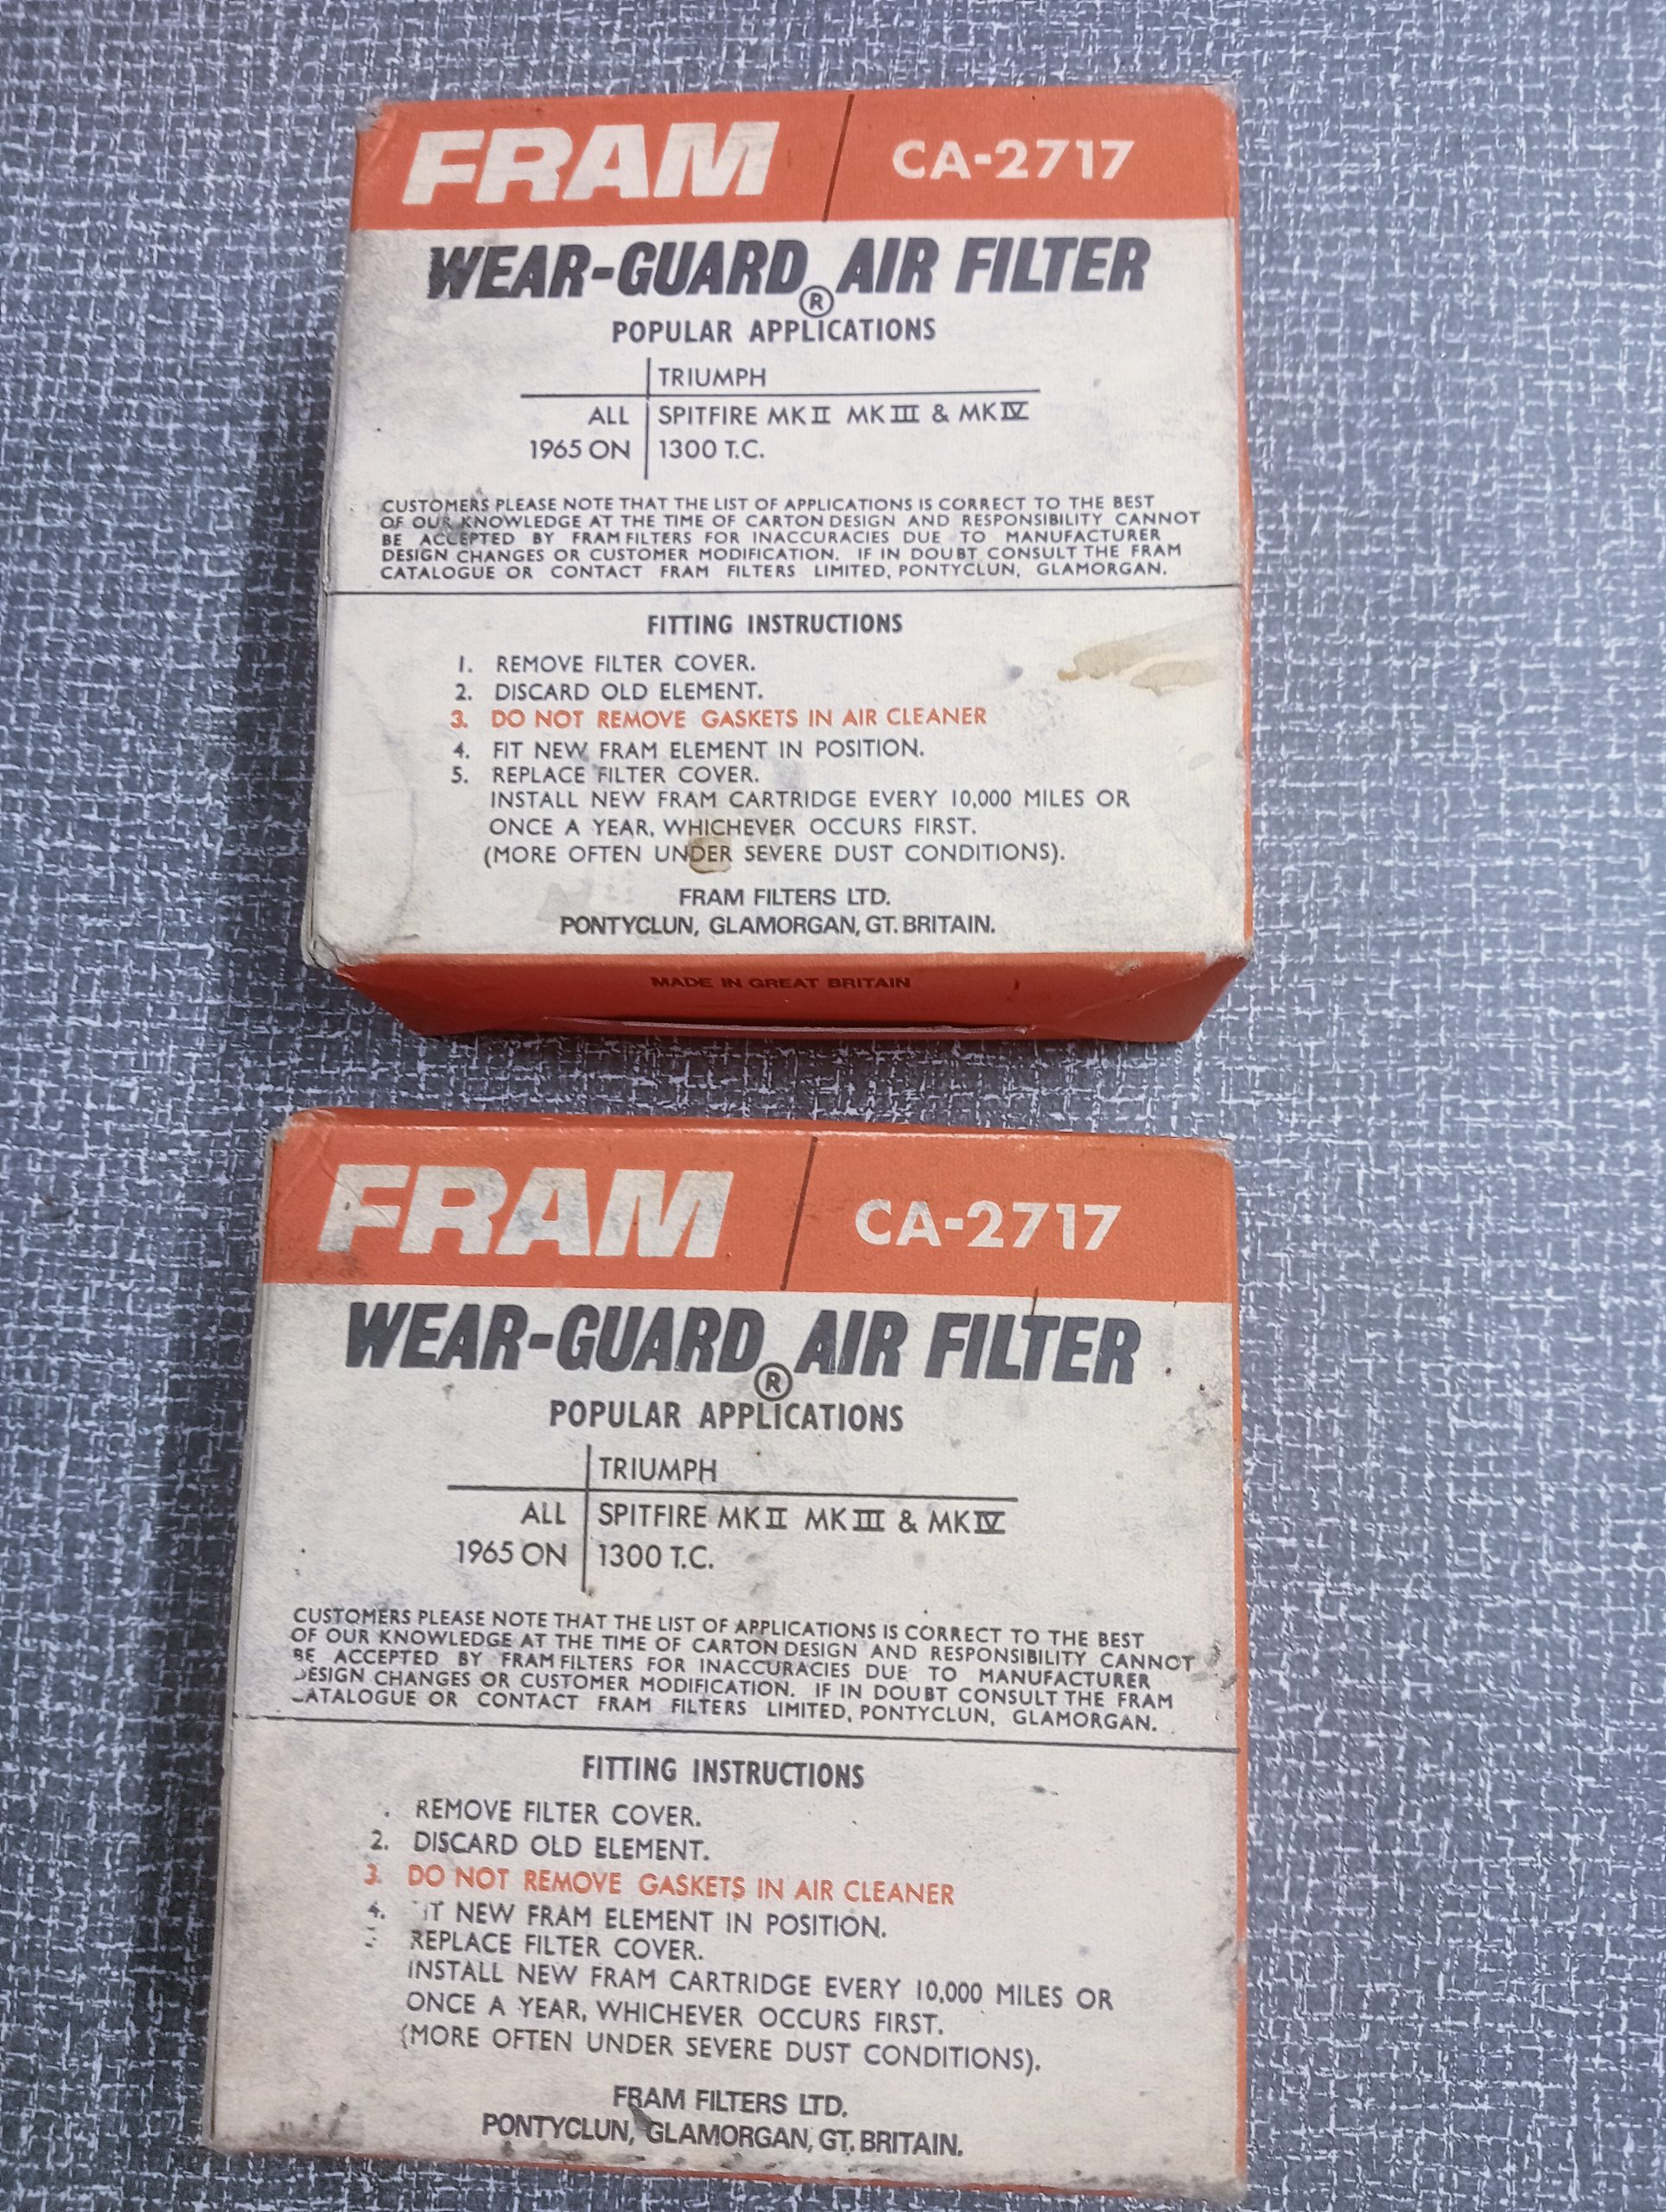 FRAM CA-2717
WEAR-GUARD® AIR FILTER
POPULAR APPLICATIONS
TRIUMPH
ALL SPITFIRE MK II MK III & MK IV
1965 ON 1300 T.C.
CUSTOMERS PLEASE NOTE THAT THE LIST OF APPLICATIONS IS CORRECT TO THE BEST
OF OUR KNOWLEDGE AT THE TIME OF CARTON DESIGN AND RESPONSIBILITY CANNOT
BE ACCEPTED BY FRAM FILTERS FOR INACCURACIES DUE TO MANUFACTURER
DESIGN CHANGES OR CUSTOMER MODIFICATION. IF IN DOUBT CONSULT THE FRAM
CATALOGUE OR CONTACT FRAM FILTERS LIMITED, PONTYCLUN, GLAMORGAN.
FITTING INSTRUCTIONS
1. REMOVE FILTER COVER.
2. DISCARD OLD ELEMENT.
3. DO NOT REMOVE GASKETS IN AIR CLEANER
4. FIT NEW FRAM ELEMENT IN POSITION.
5. REPLACE FILTER COVER.
INSTALL NEW FRAM CARTRIDGE EVERY 10,000 MILES OR
ONCE A YEAR, WHICHEVER OCCURS FIRST.
(MORE OFTEN UNDER SEVERE DUST CONDITIONS).
FRAM FILTERS LTD.
PONTYCLUN, GLAMORGAN, GT. BRITAIN.
MADE IN GREAT BRITAIN
FRAM CA-2717
WEAR-GUARD® AIR FILTER
POPULAR APPLICATIONS
TRIUMPH
ALL SPITFIRE MK II MK III & MK IV
1965 ON 1300 T.C.
CUSTOMERS PLEASE NOTE THAT THE LIST OF APPLICATIONS IS CORRECT TO THE BEST
OF OUR KNOWLEDGE AT THE TIME OF CARTON DESIGN AND RESPONSIBILITY CANNOT
BE ACCEPTED BY FRAM FILTERS FOR INACCURACIES DUE TO MANUFACTURER
DESIGN CHANGES OR CUSTOMER MODIFICATION. IF IN DOUBT CONSULT THE FRAM
CATALOGUE OR CONTACT FRAM FILTERS LIMITED, PONTYCLUN, GLAMORGAN.
FITTING INSTRUCTIONS
. REMOVE FILTER COVER.
2. DISCARD OLD ELEMENT.
3. DO NOT REMOVE GASKETS IN AIR CLEANER
4. FIT NEW FRAM ELEMENT IN POSITION.
REPLACE FILTER COVER.
INSTALL NEW FRAM CARTRIDGE EVERY 10,000 MILES OR
ONCE A YEAR, WHICHEVER OCCURS FIRST.
(MORE OFTEN UNDER SEVERE DUST CONDITIONS).
FRAM FILTERS LTD.
PONTYCLUN, GLAMORGAN, GT. BRITAIN.